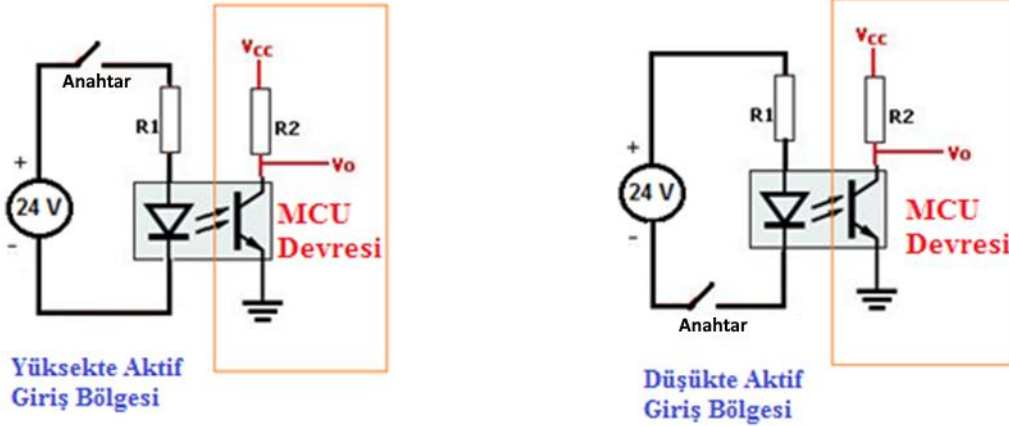 Vcc
Anahtar
R1
R2
+
Vo
24 V
MCU
-
Devresi
Yüksekte Aktif
Giriş Bölgesi
Vcc
R1
R2
+
Vo
24 V
MCU
-
Devresi
Anahtar
Düşükte Aktif
Giriş Bölgesi